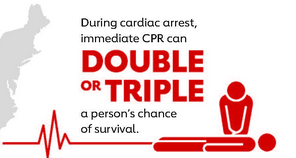 During cardiac arrest,
immediate CPR can
DOUBLE
OR TRIPLE
a person's chance
of survival.